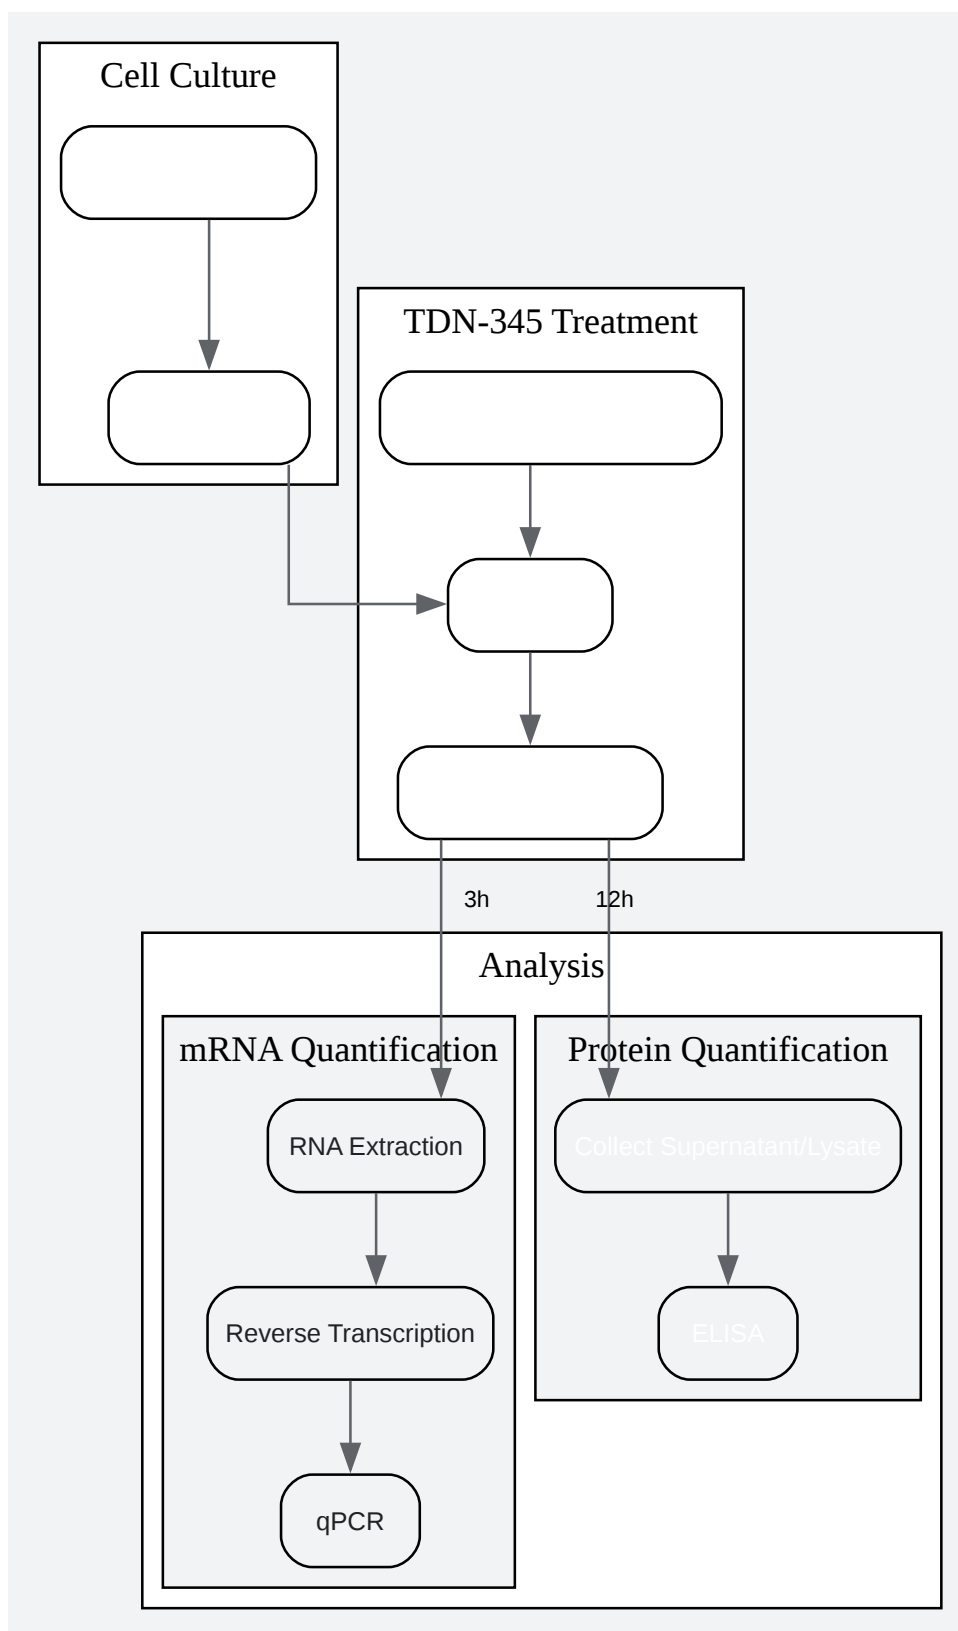 Cell Culture
TDN-345 Treatment
3h
12h
Analysis
mRNA Quantification
Protein Quantification
RNA Extraction
Collect Supernatant/Lysate
Reverse Transcription
ELISA
qPCR